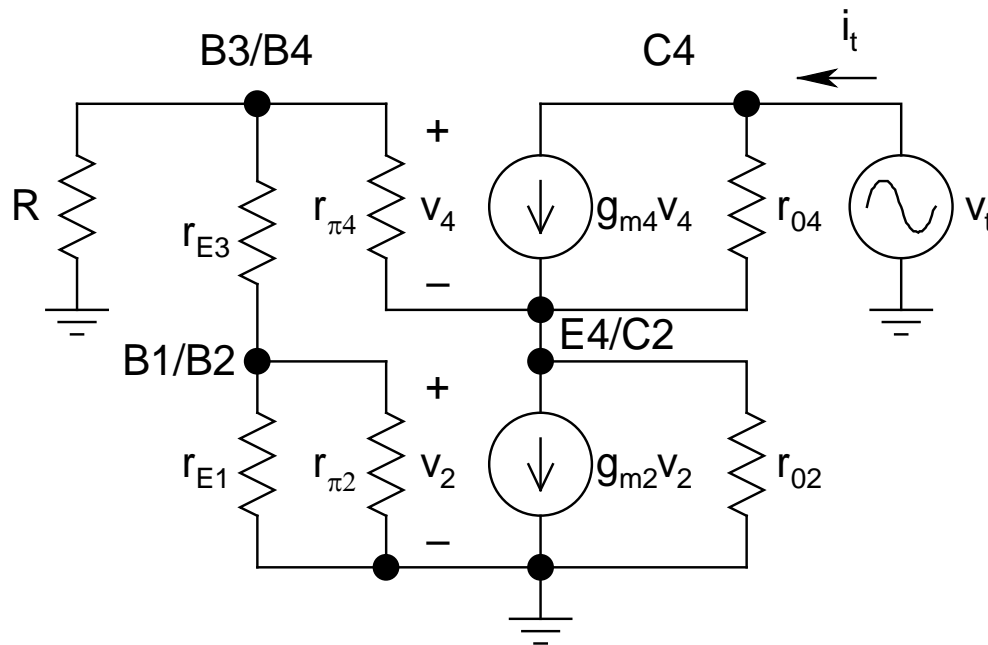 i_t
B3/B4 C4
+
R r_E3 r_π4 v_4 g_m4v_4 r_04 v_t
−
E4/C2
B1/B2
+
r_E1 r_π2 v_2 g_m2v_2 r_02
−